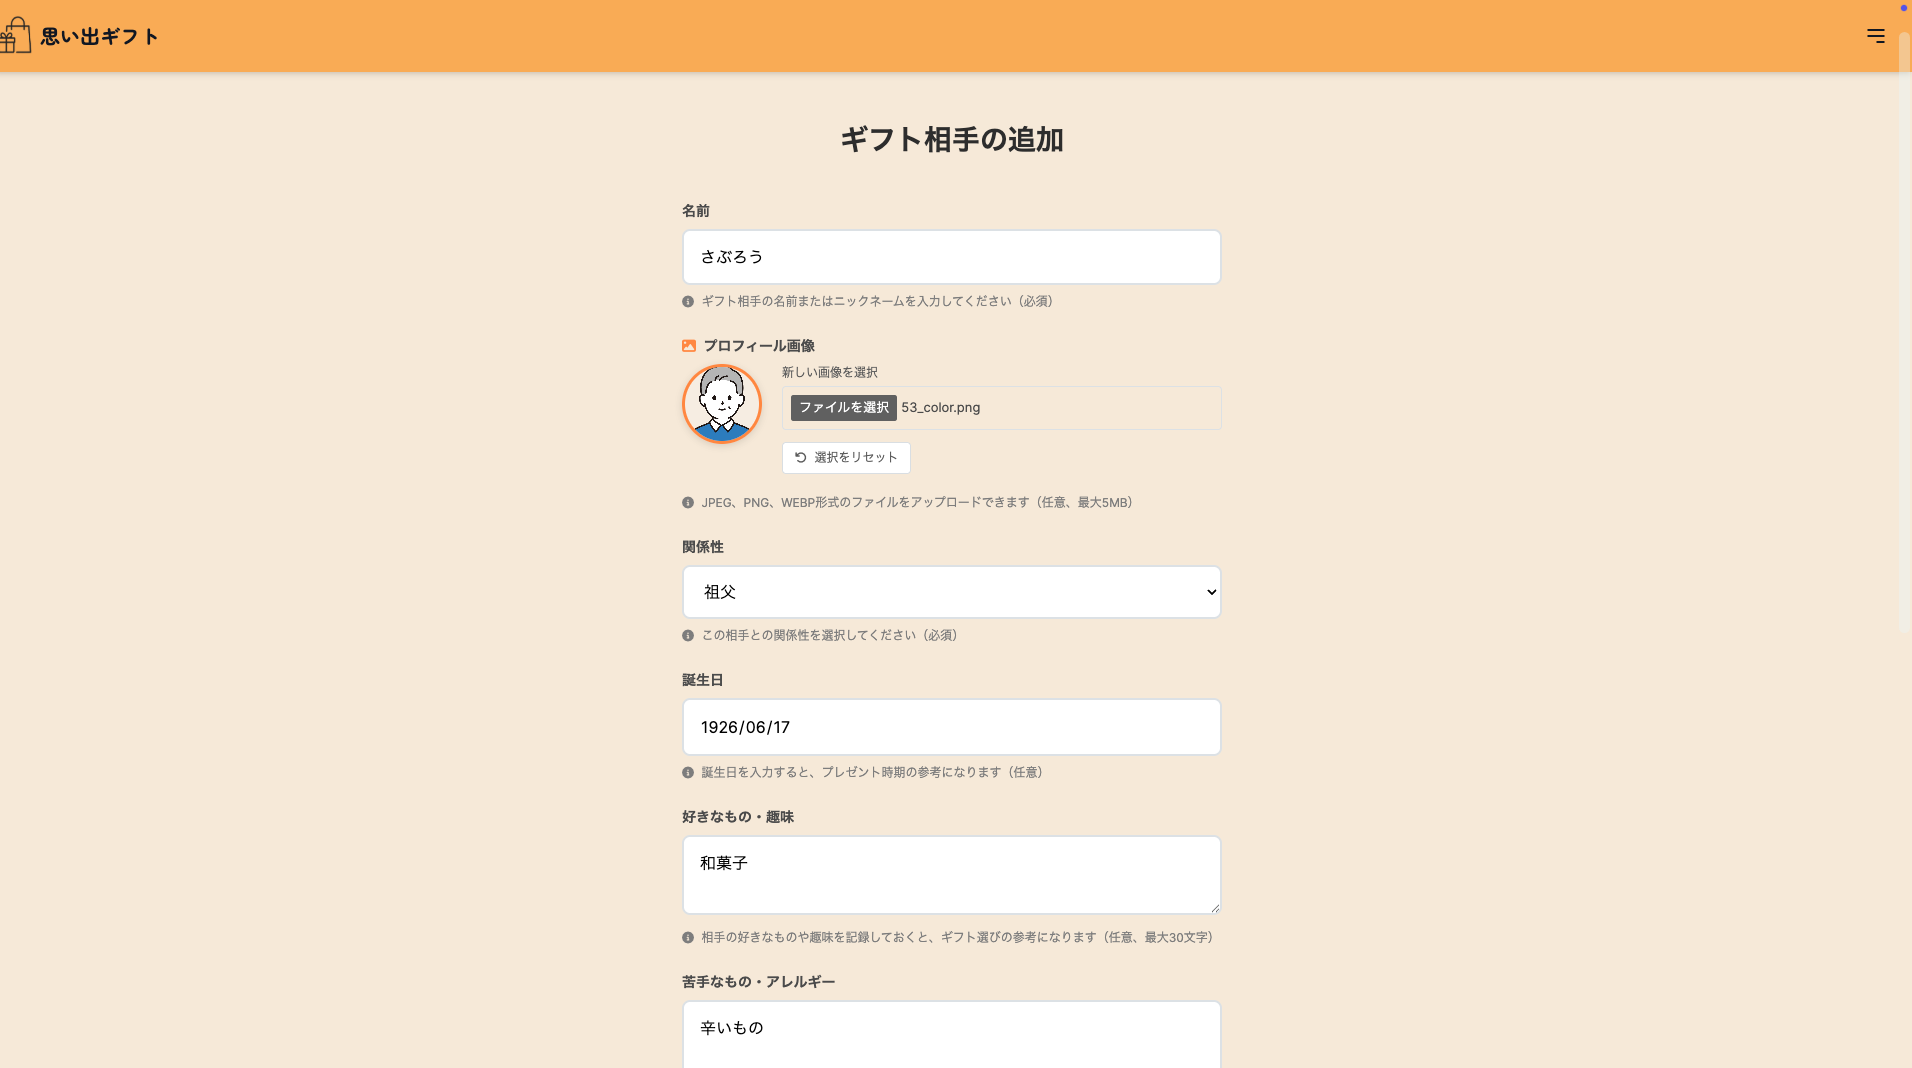 思い出ギフト
ギフト相手の追加
名前
さぶろう
ギフト相手の名前またはニックネームを入力してください（必須）
プロフィール画像
新しい画像を選択
ファイルを選択 53_color.png
選択をリセット
JPEG、PNG、WEBP形式のファイルをアップロードできます（任意、最大5MB）
関係性
祖父
この相手との関係性を選択してください（必須）
誕生日
1926/06/17
誕生日を入力すると、プレゼント時期の参考になります（任意）
好きなもの・趣味
和菓子
相手の好きなものや趣味を記録しておくと、ギフト選びの参考になります（任意、最大30文字）
苦手なもの・アレルギー
辛いもの